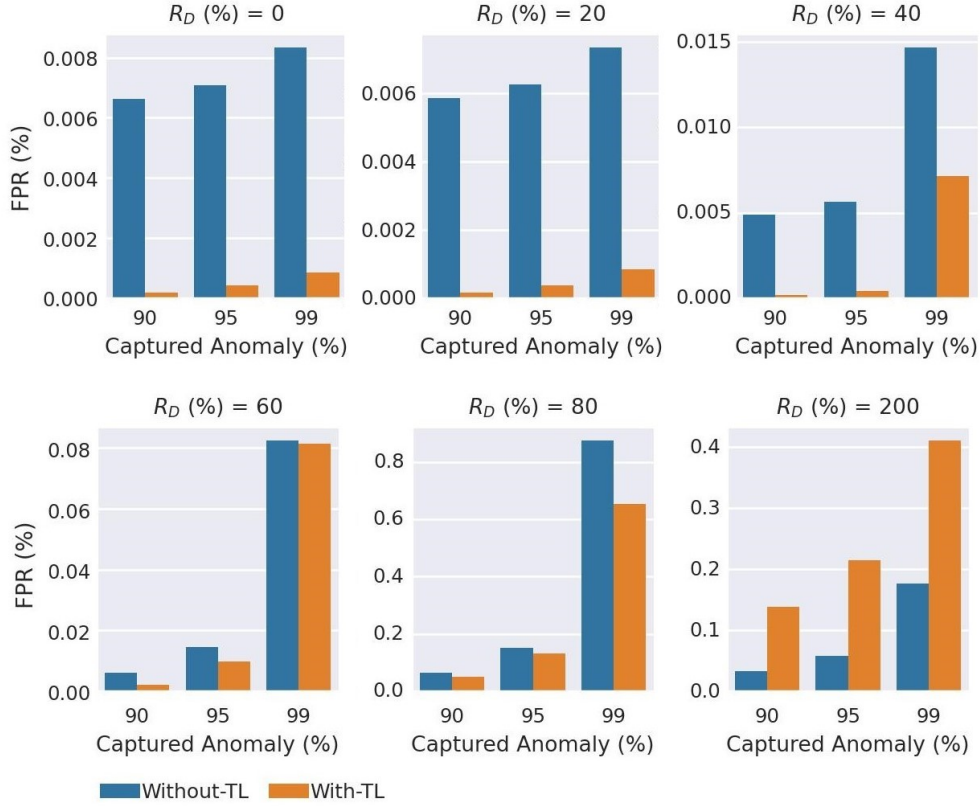 R_D (%) = 0
R_D (%) = 20
R_D (%) = 40
FPR (%)
0.008
0.006
0.004
0.002
0.000
0.006
0.004
0.002
0.000
0.015
0.010
0.005
0.000
90 95 99
90 95 99
90 95 99
Captured Anomaly (%)
Captured Anomaly (%)
Captured Anomaly (%)
R_D (%) = 60
R_D (%) = 80
R_D (%) = 200
FPR (%)
0.08
0.06
0.04
0.02
0.00
0.8
0.6
0.4
0.2
0.0
0.4
0.3
0.2
0.1
0.0
90 95 99
90 95 99
90 95 99
Captured Anomaly (%)
Captured Anomaly (%)
Captured Anomaly (%)
Without-TL
With-TL